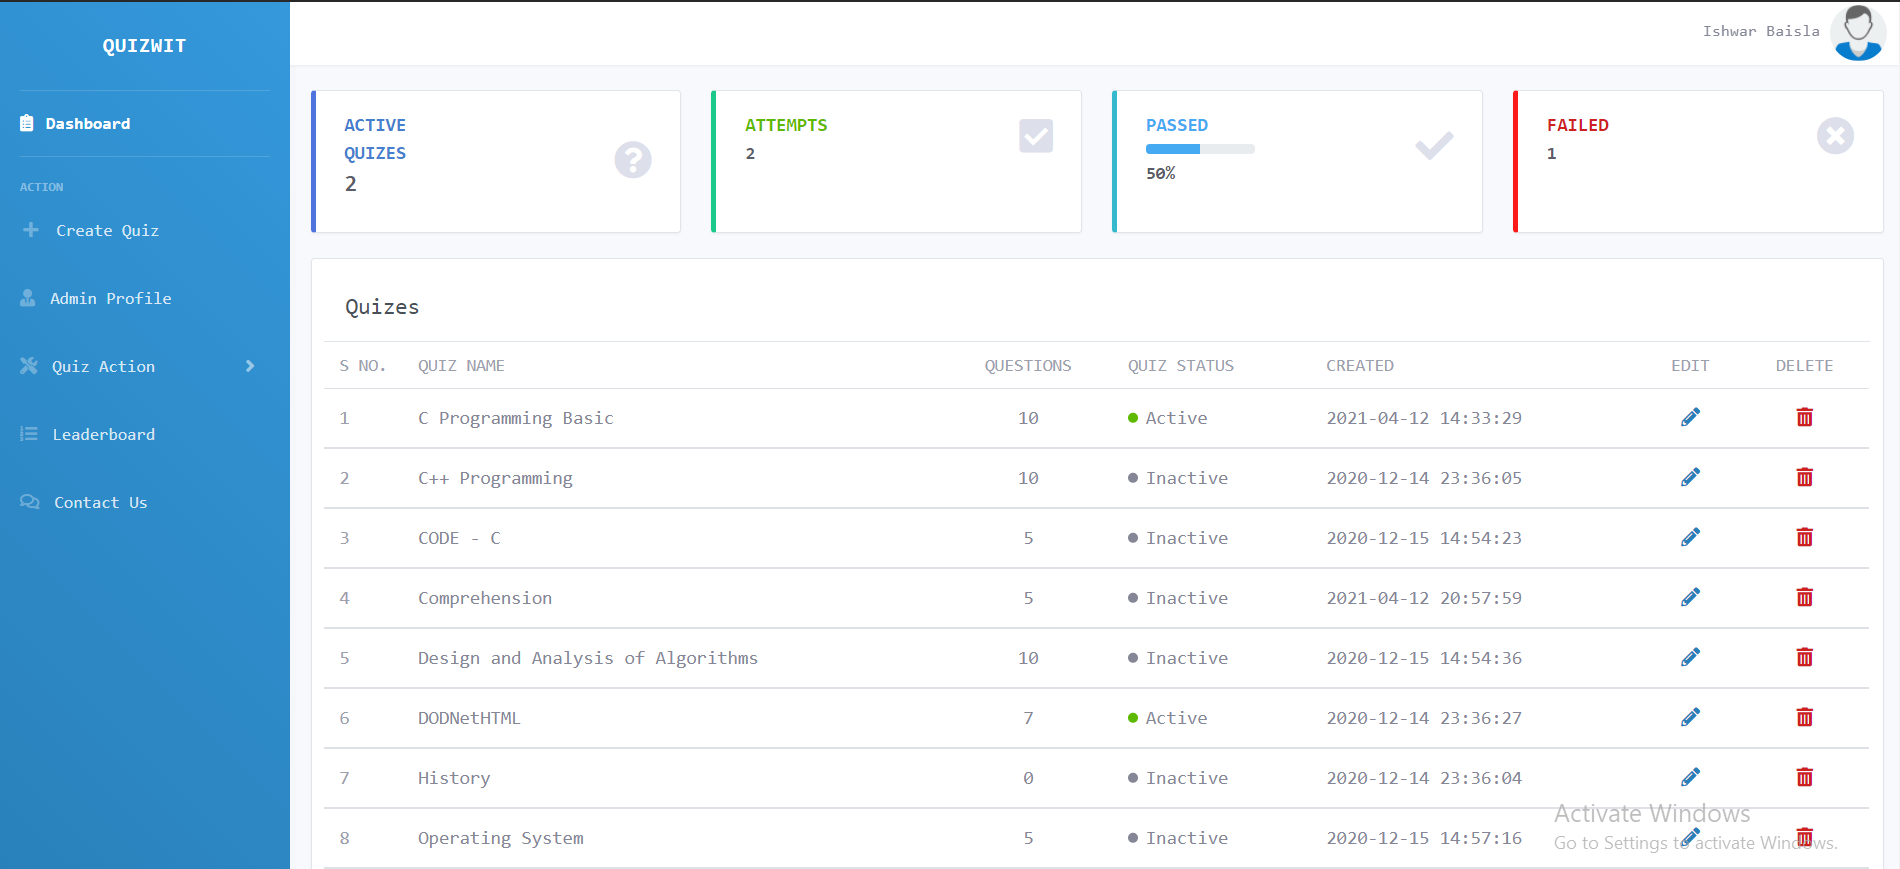 QUIZWIT
Ishwar Baisla
Dashboard
ACTION
Create Quiz
Admin Profile
Quiz Action
Leaderboard
Contact Us
ACTIVE
QUIZES
2
ATTEMPTS
2
PASSED
50%
FAILED
1
Quizes
S NO. QUIZ NAME QUESTIONS QUIZ STATUS CREATED EDIT DELETE
1 C Programming Basic 10 Active 2021-04-12 14:33:29
2 C++ Programming 10 Inactive 2020-12-14 23:36:05
3 CODE - C 5 Inactive 2020-12-15 14:54:23
4 Comprehension 5 Inactive 2021-04-12 20:57:59
5 Design and Analysis of Algorithms 10 Inactive 2020-12-15 14:54:36
6 DODNetHTML 7 Active 2020-12-14 23:36:27
7 History 0 Inactive 2020-12-14 23:36:04
8 Operating System 5 Inactive 2020-12-15 14:57:16
Activate Windows
Go to Settings to activate Windows.